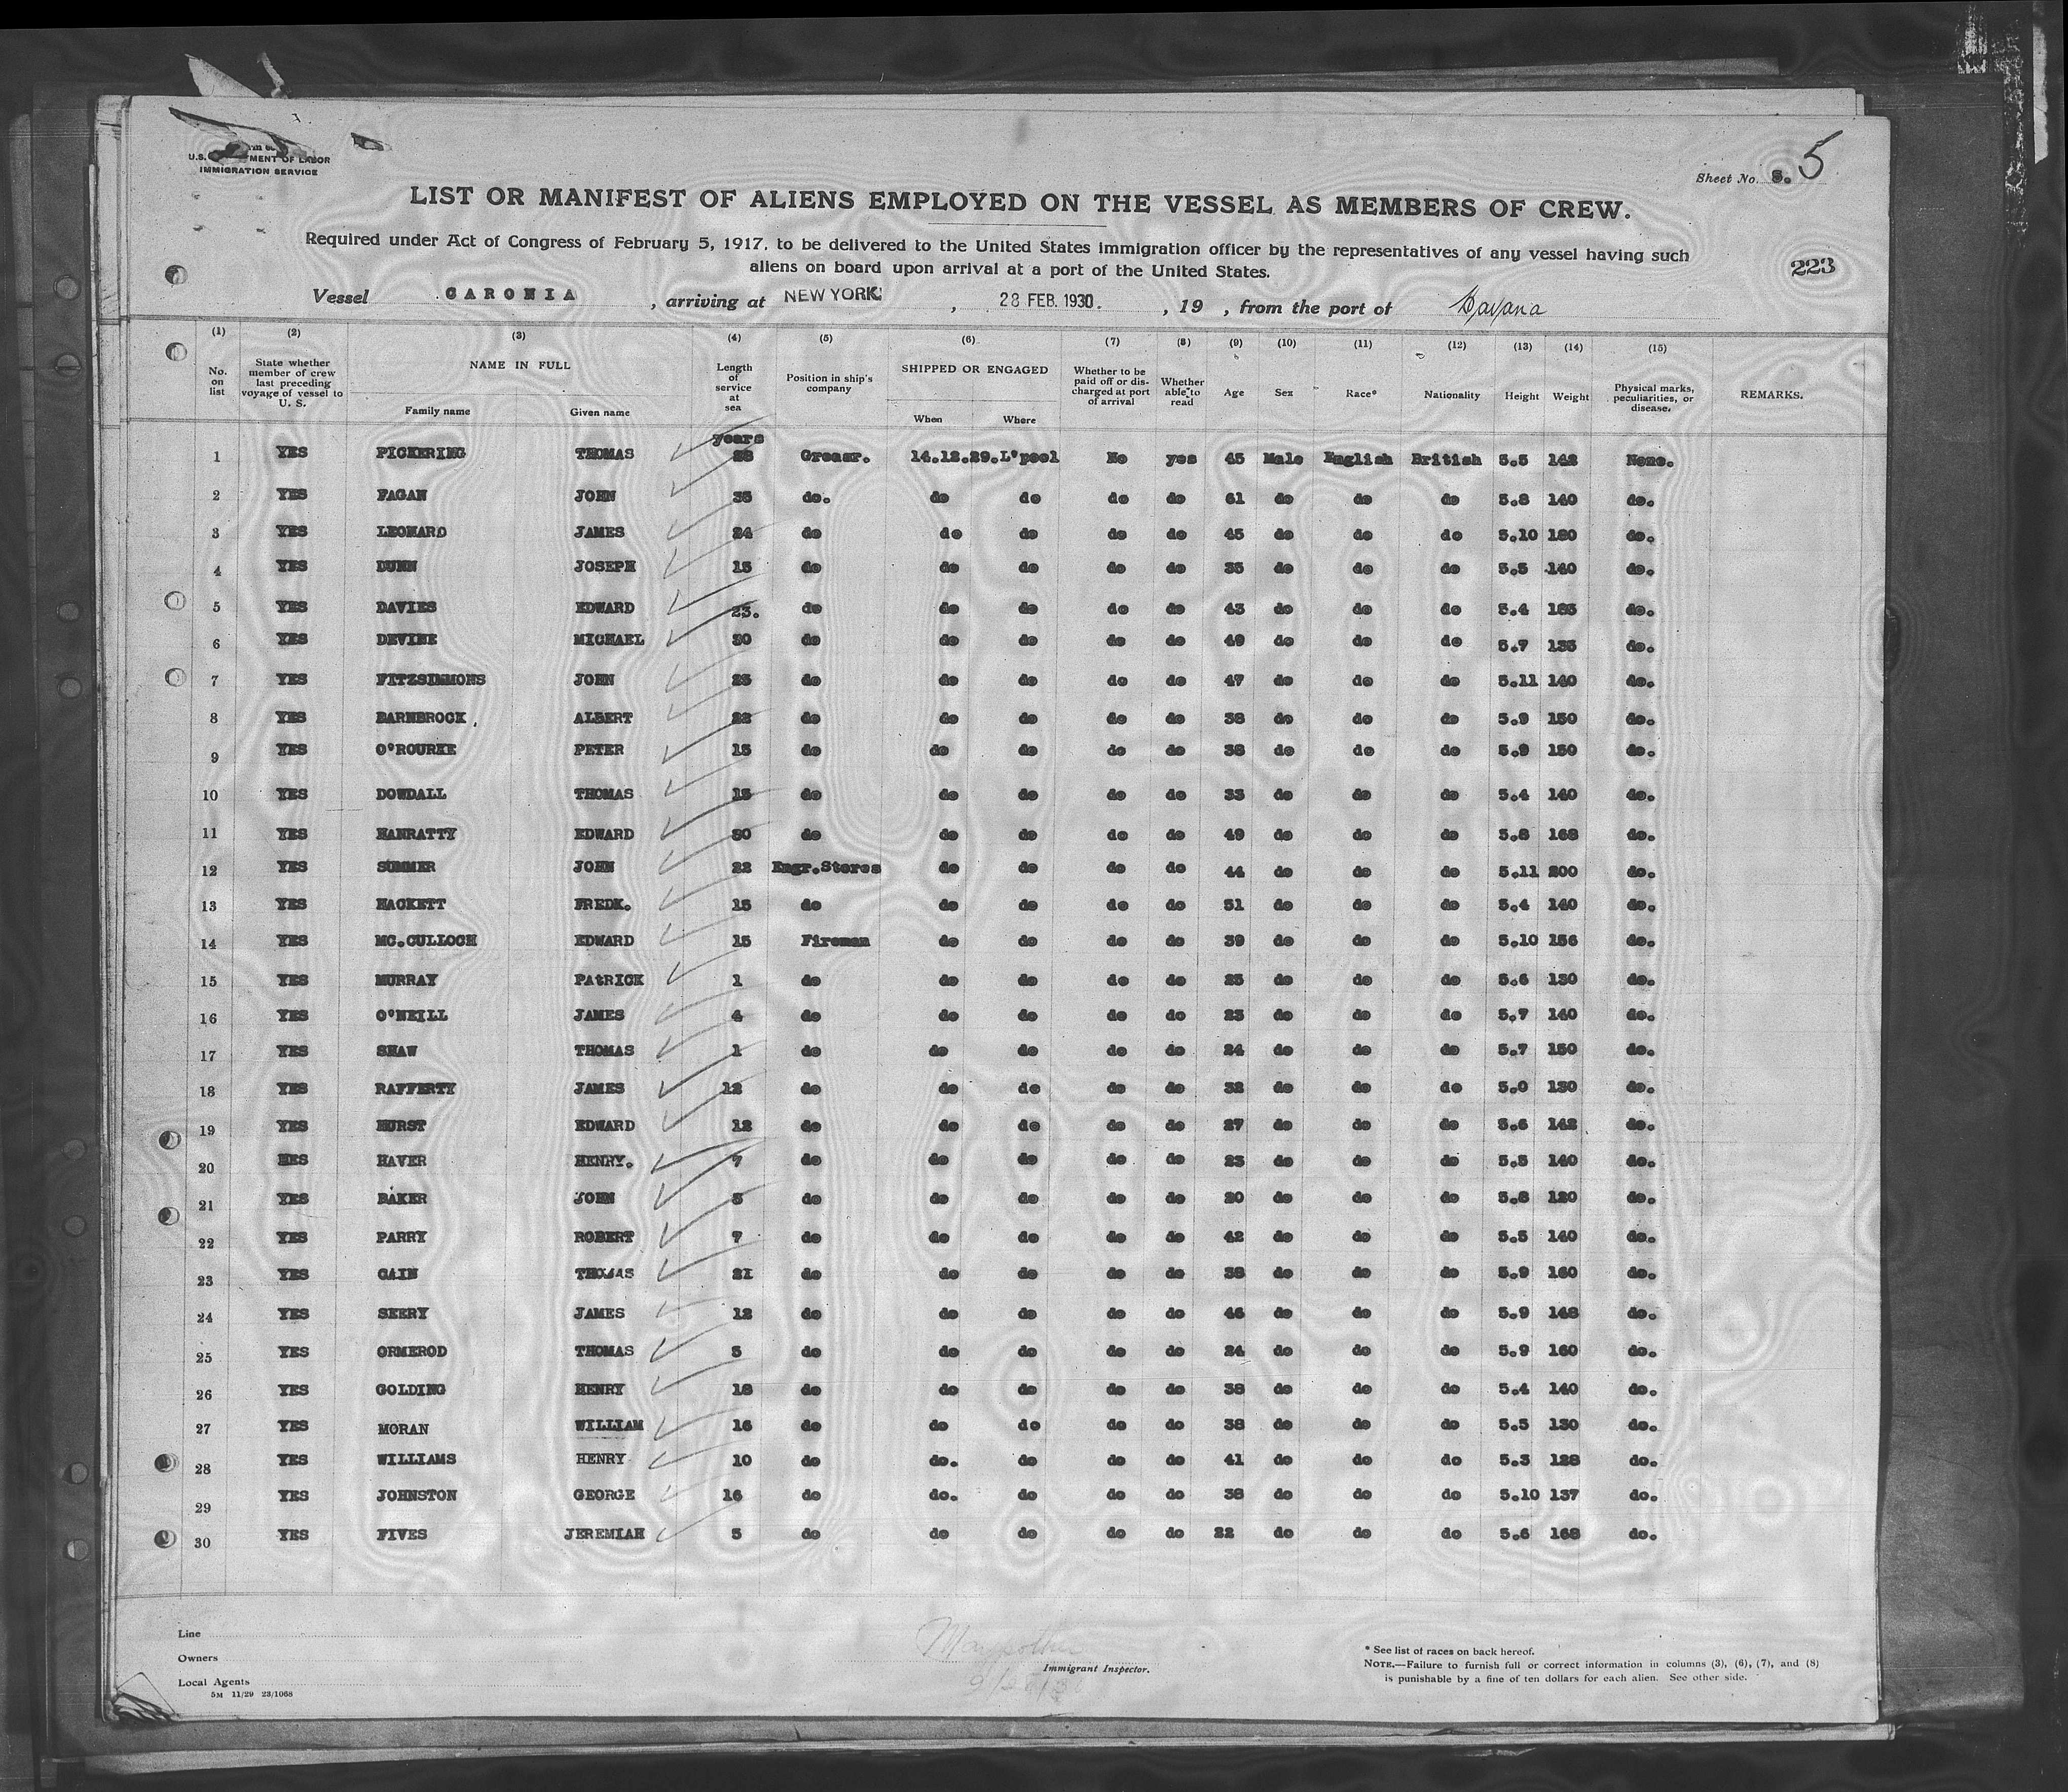 U.S. MENT OF LABOR
IMMIGRATION SERVICE
Sheet No. 5
LIST OR MANIFEST OF ALIENS EMPLOYED ON THE VESSEL AS MEMBERS OF CREW.
Required under Act of Congress of February 5, 1917, to be delivered to the United States immigration officer by the representatives of any vessel having such
aliens on board upon arrival at a port of the United States.
223
Vessel CARONIA, arriving at NEW YORK, 28 FEB. 1930., 19 , from the port of Havana
(1) (2) (3) (4) (5) (6) (7) (8) (9) (10) (11) (12) (13) (14) (15)
No. on list State whether member of crew last preceding voyage of vessel to U. S. NAME IN FULL Length of service at sea Position in ship's company SHIPPED OR ENGAGED Whether to be paid off or discharged at port of arrival Whether able to read Age Sex Race* Nationality Height Weight Physical marks, peculiarities, or disease. REMARKS.
Family name Given name When Where
years
1 YES PICKERING THOMAS 28 Greasr. 14.12.29. L'pool No yes 45 Male English British 5.5 142 None.
2 YES FAGAN JOHN 35 do. do do do do 61 do do do 5.8 140 do.
3 YES LEONARD JAMES 24 do do do do do 45 do do do 5.10 180 do.
4 YES DUNN JOSEPH 15 do do do do do 35 do do do 5.5 140 do.
5 YES DAVIES EDWARD 23. do do do do do 43 do do do 5.4 185 do.
6 YES DEVINE MICHAEL 30 do do do do do 49 do do do 5.7 135 do.
7 YES FITZSIMMONS JOHN 25 do do do do do 47 do do do 5.11 140 do.
8 YES BARNBROCK, ALBERT 22 do do do do do 38 do do do 5.9 150 do.
9 YES O'ROURKE PETER 15 do do do do do 38 do do do 5.9 150 do.
10 YES DOWDALL THOMAS 15 do do do do do 33 do do do 5.4 140 do.
11 YES HANRATTY EDWARD 30 do do do do do 49 do do do 5.8 168 do.
12 YES SUMMER JOHN 22 Engr.Stores do do do do 44 do do do 5.11 200 do.
13 YES HACKETT FREDK. 15 do do do do do 51 do do do 5.4 140 do.
14 YES MC.CULLOCH EDWARD 15 Fireman do do do do 39 do do do 5.10 156 do.
15 YES MURRAY PAtRICK 1 do do do do do 25 do do do 5.6 130 do.
16 YES O'NEILL JAMES 4 do do do do do 23 do do do 5.7 140 do.
17 YES SHAW THOMAS 1 do do do do do 24 do do do 5.7 150 do.
18 YES RAFFERTY JAMES 12 do do do do do 32 do do do 5.0 130 do.
19 YES HURST EDWARD 12 do do do do do 27 do do do 5.6 142 do.
20 HES HAVER HENRY. 7 do do do do do 23 do do do 5.5 140 do.
21 YES BAKER JOHN 3 do do do do do 20 do do do 5.8 120 do.
22 YES PARRY ROBERT 7 do do do do do 42 do do do 5.5 140 do.
23 YES CAIN THOMAS 21 do do do do do 38 do do do 5.9 160 do.
24 YES SEERY JAMES 12 do do do do do 46 do do do 5.9 148 do.
25 YES ORMEROD THOMAS 5 do do do do do 24 do do do 5.9 160 do.
26 YES GOLDING HENRY 18 do do do do do 38 do do do 5.4 140 do.
27 YES MORAN WILLIAM 16 do do do do do 38 do do do 5.5 130 do.
28 YES WILLIAMS HENRY 10 do do. do do do 41 do do do 5.3 128 do.
29 YES JOHNSTON GEORGE 16 do do. do do do 38 do do do 5.10 137 do.
30 YES FIVES JEREMIAH 5 do do do do do 22 do do do 5.6 168 do.
Line
Owners
Local Agents
5M 11/29 23/1068
Immigrant Inspector.
* See list of races on back hereof.
NOTE.—Failure to furnish full or correct information in columns (3), (6), (7), and (8)
is punishable by a fine of ten dollars for each alien. See other side.